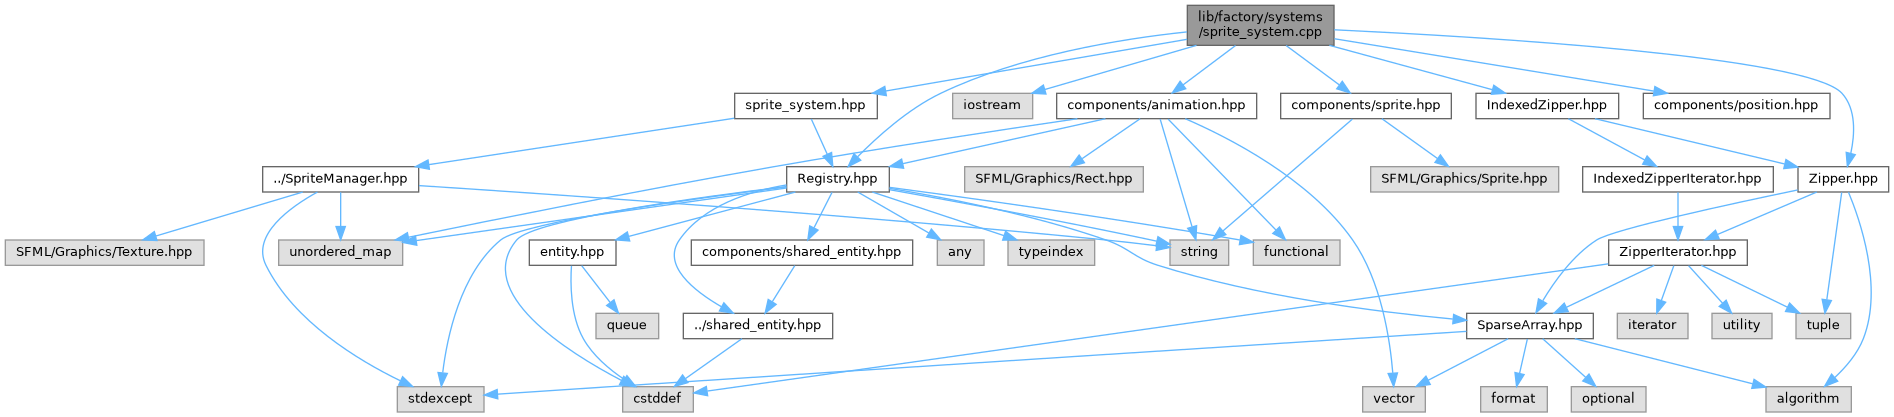 lib/factory/systems
/sprite_system.cpp
sprite_system.hpp
iostream
components/animation.hpp
components/sprite.hpp
IndexedZipper.hpp
components/position.hpp
../SpriteManager.hpp
Registry.hpp
SFML/Graphics/Rect.hpp
SFML/Graphics/Sprite.hpp
IndexedZipperIterator.hpp
Zipper.hpp
SFML/Graphics/Texture.hpp
unordered_map
entity.hpp
components/shared_entity.hpp
any
typeindex
string
functional
ZipperIterator.hpp
queue
../shared_entity.hpp
SparseArray.hpp
iterator
utility
tuple
stdexcept
cstddef
vector
format
optional
algorithm